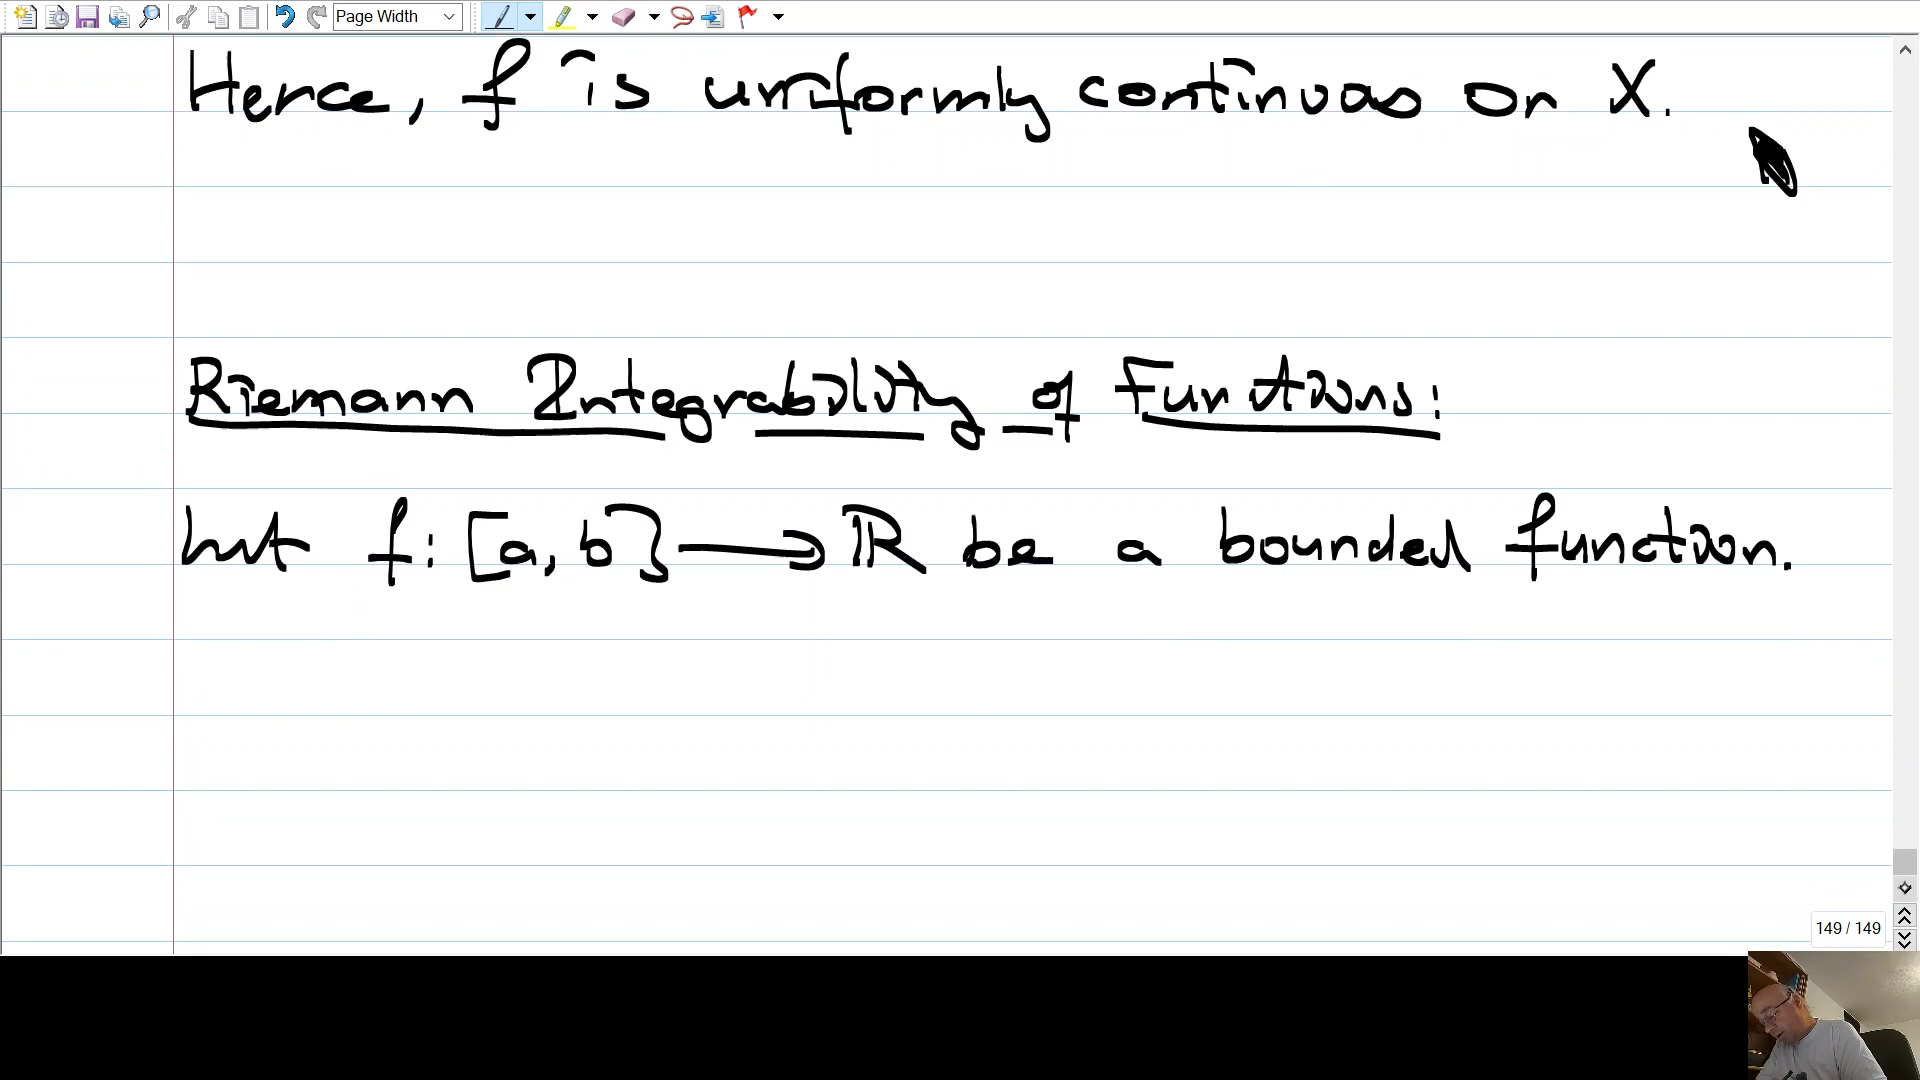 Page Width
Hence, f is uniformly continuous on X.
Riemann Integrability of Functions:
Let f: [a, b] → ℝ be a bounded function.
149 / 149